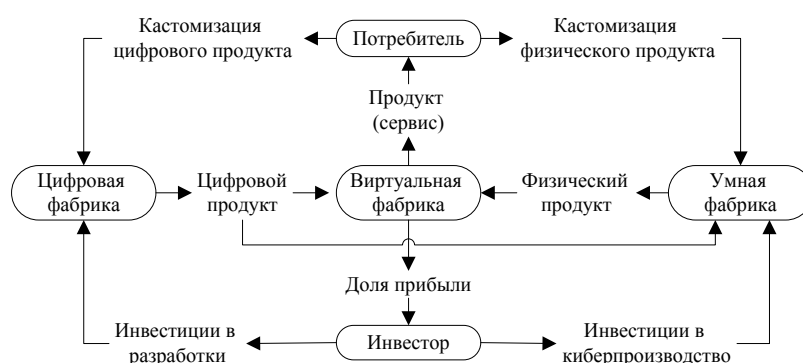 Кастомизация
цифрового продукта
Потребитель
Кастомизация
физического продукта
Продукт
(сервис)
Цифровая
фабрика
Цифровой
продукт
Виртуальная
фабрика
Физический
продукт
Умная
фабрика
Доля прибыли
Инвестиции в
разработки
Инвестор
Инвестиции в
киберпроизводство